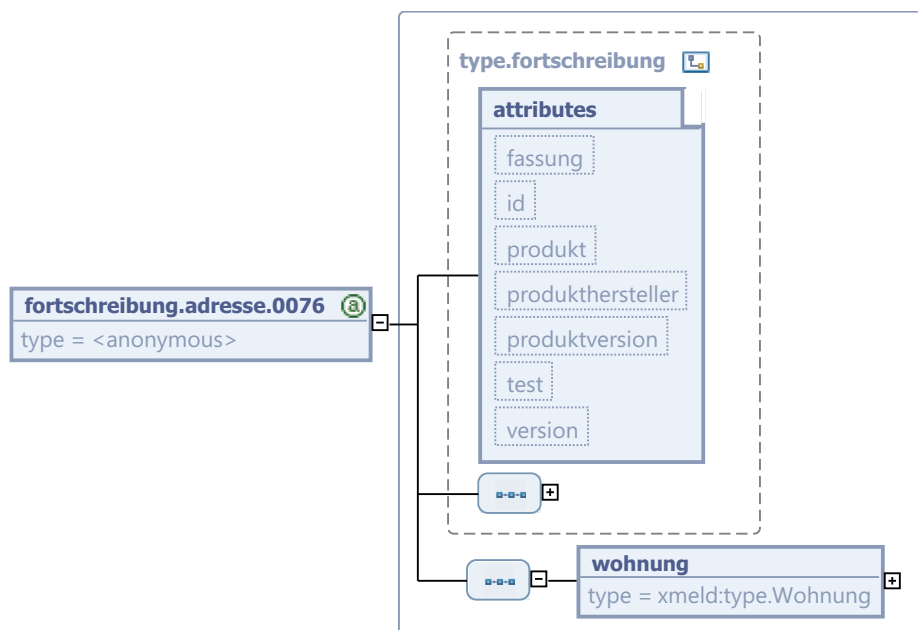 type.fortschreibung
attributes
fassung
id
produkt
produkthersteller
produktversion
test
version
fortschreibung.adresse.0076 a
type = <anonymous>
wohnung
type = xmeld:type.Wohnung